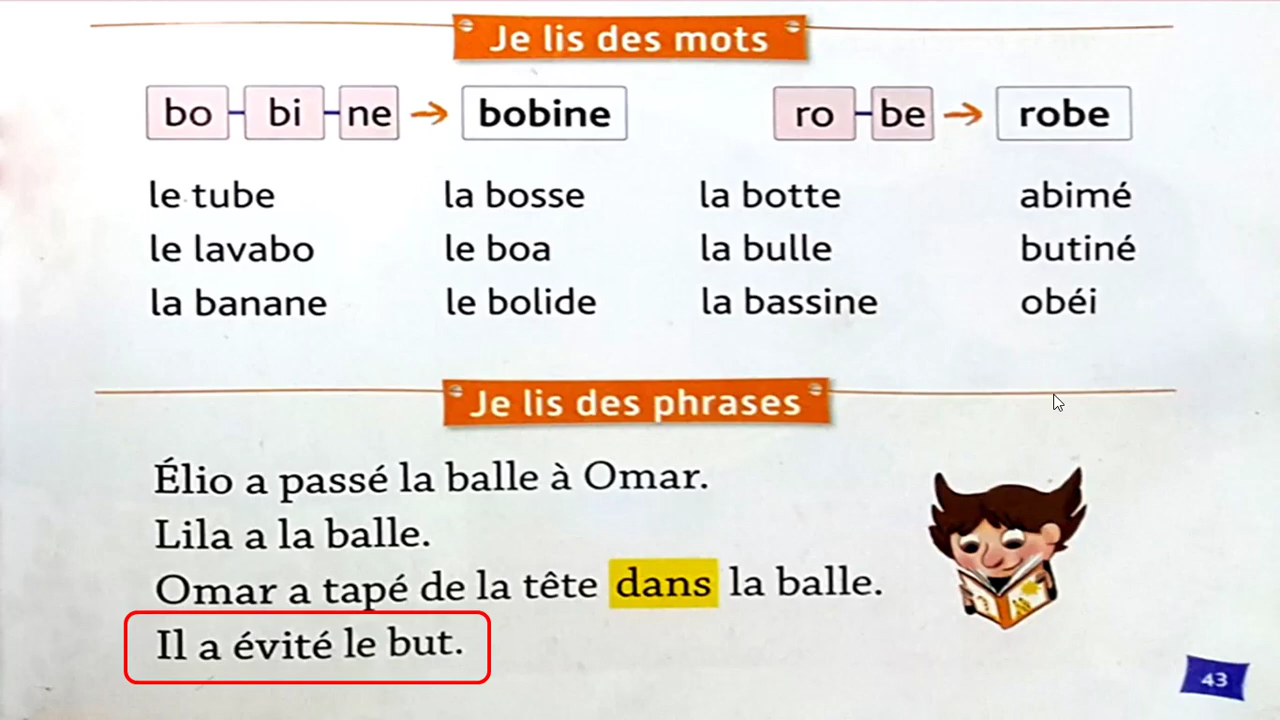 Je lis des mots
bo - bi - ne → bobine
ro - be → robe
le tube la bosse la botte abimé
le lavabo le boa la bulle butiné
la banane le bolide la bassine obéi
Je lis des phrases
Élio a passé la balle à Omar.
Lila a la balle.
Omar a tapé de la tête dans la balle.
Il a évité le but.
43